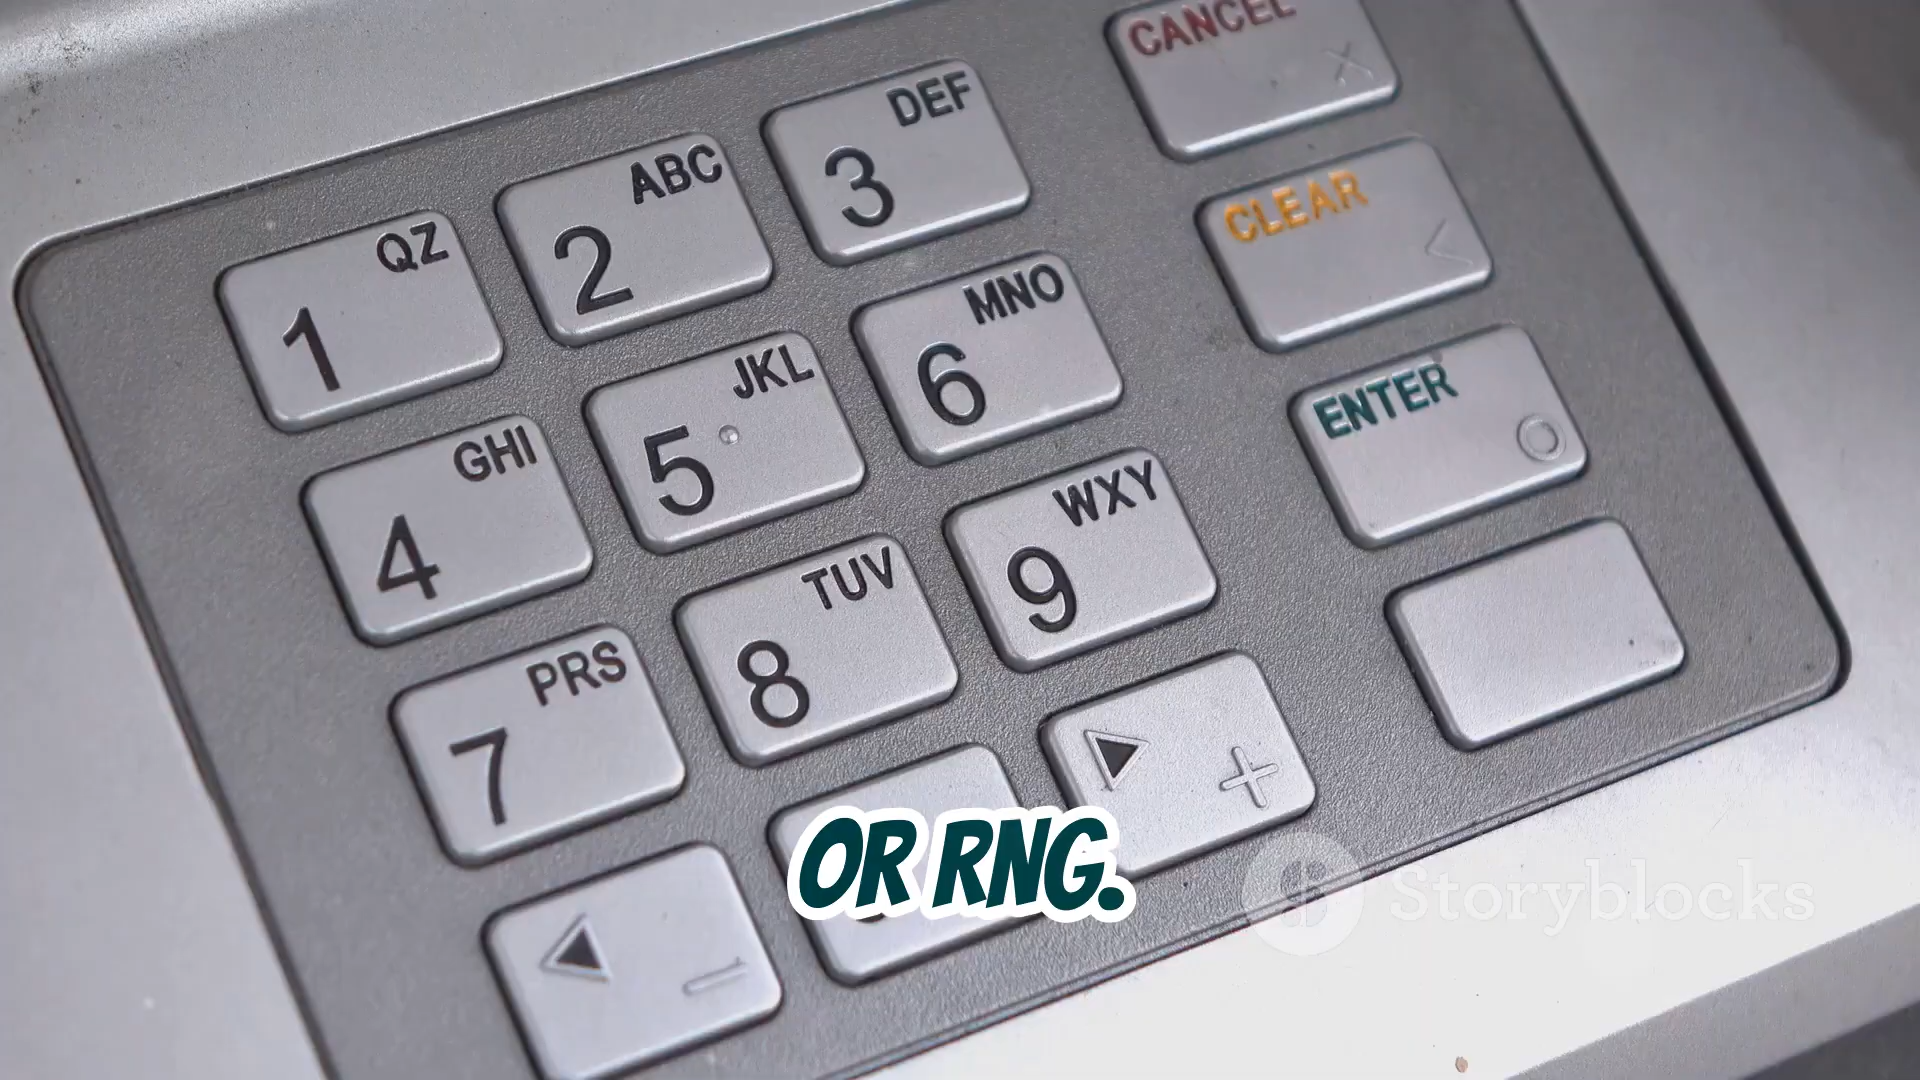 CANCEL
DEF
3
ABC
2
QZ
1
CLEAR
MNO
6
JKL
5
GHI
4
ENTER
WXY
9
TUV
8
PRS
7
OR RNG.
Storyblocks